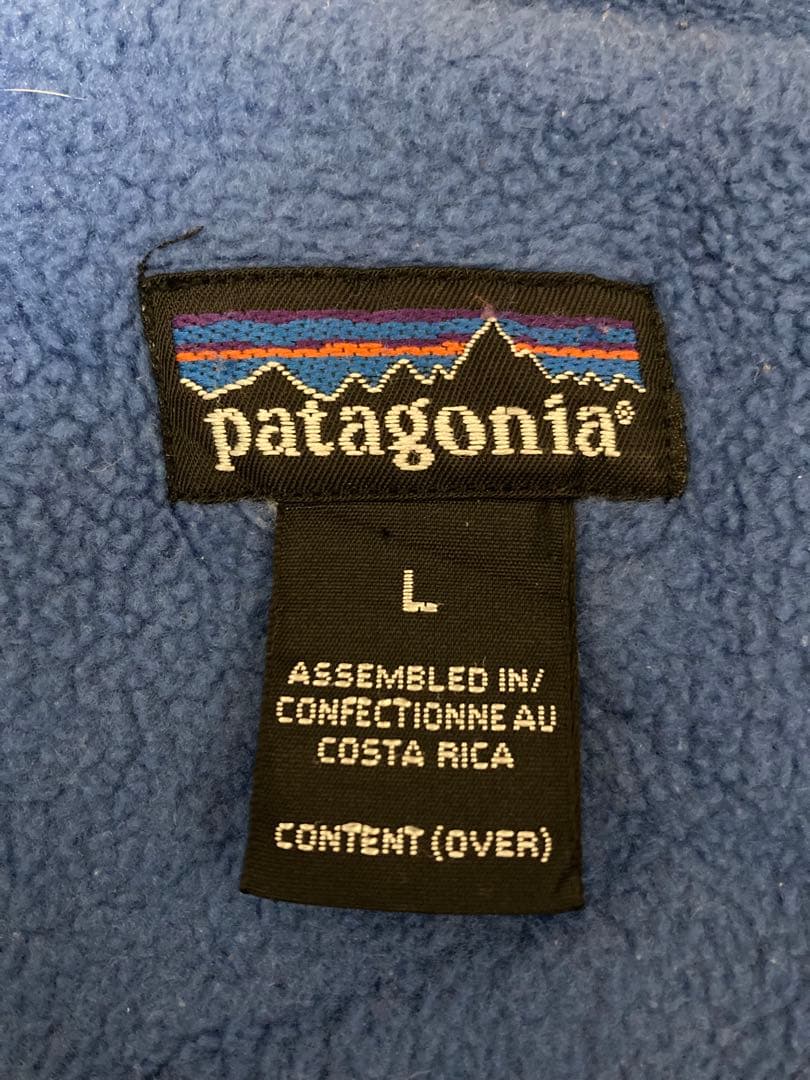 patagonia®
L
ASSEMBLED IN/
CONFECTIONNE AU
COSTA RICA
CONTENT (OVER)